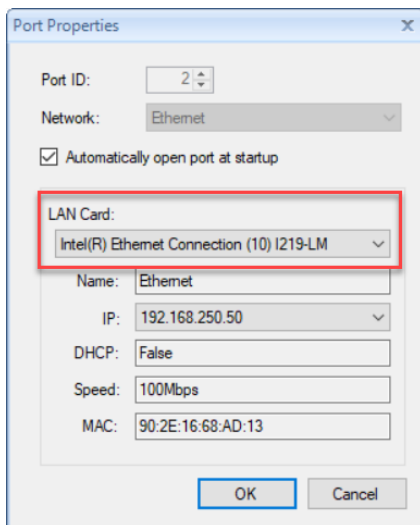 Port Properties x
Port ID: 2
Network: Ethernet
Automatically open port at startup
LAN Card:
Intel(R) Ethernet Connection (10) I219-LM
Name: Ethernet
IP: 192.168.250.50
DHCP: False
Speed: 100Mbps
MAC: 90:2E:16:68:AD:13
OK Cancel